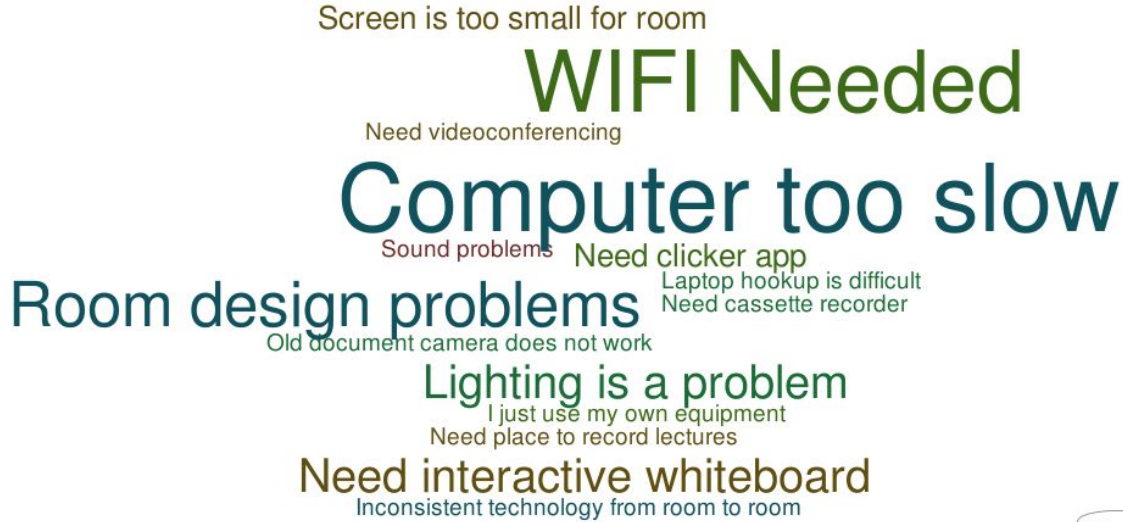 Screen is too small for room
WIFI Needed
Need videoconferencing
Computer too slow
Sound problems
Need clicker app
Laptop hookup is difficult
Room design problems
Need cassette recorder
Old document camera does not work
Lighting is a problem
I just use my own equipment
Need place to record lectures
Need interactive whiteboard
Inconsistent technology from room to room